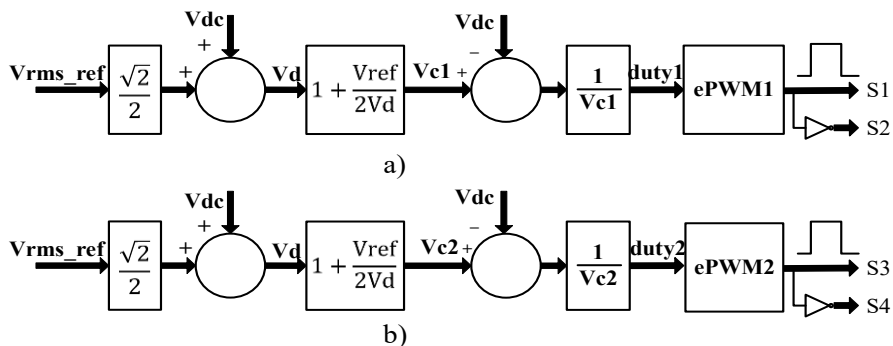 Vdc
Vrms_ref
√2/2
+
+
Vd
1 + Vref/2Vd
Vc1
+
Vdc
−
1/Vc1
duty1
ePWM1
S1
S2
a)
Vdc
Vrms_ref
√2/2
+
+
Vd
1 + Vref/2Vd
Vc2
+
Vdc
−
1/Vc2
duty2
ePWM2
S3
S4
b)